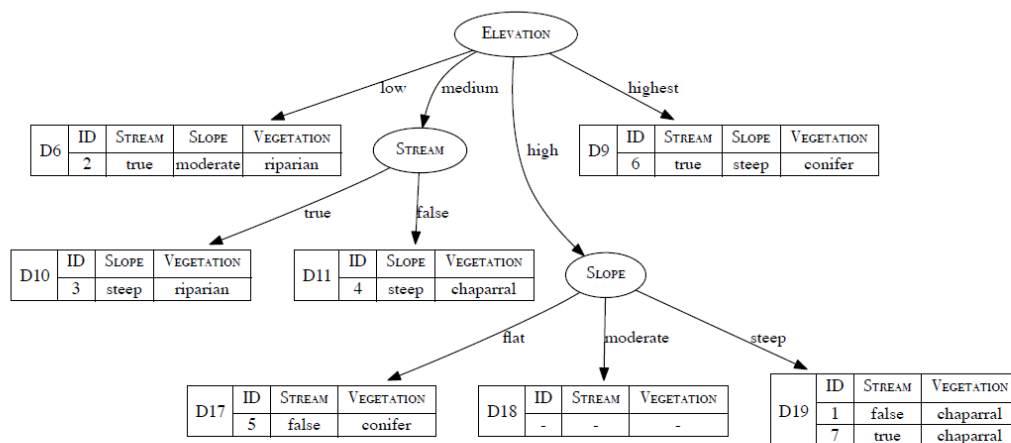 ELEVATION
low
medium
high
highest
D6
ID STREAM SLOPE VEGETATION
2 true moderate riparian
STREAM
D9
ID STREAM SLOPE VEGETATION
6 true steep conifer
true
false
D10
ID SLOPE VEGETATION
3 steep riparian
D11
ID SLOPE VEGETATION
4 steep chaparral
SLOPE
flat
moderate
steep
D17
ID STREAM VEGETATION
5 false conifer
D18
ID STREAM VEGETATION
- - -
D19
ID STREAM VEGETATION
1 false chaparral
7 true chaparral